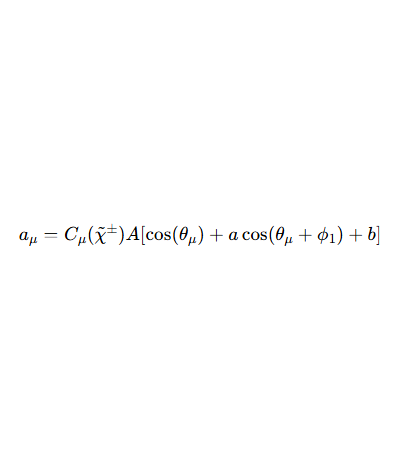 a_μ = C_μ(χ̃^±)A[cos(θ_μ) + a cos(θ_μ + ϕ_1) + b]